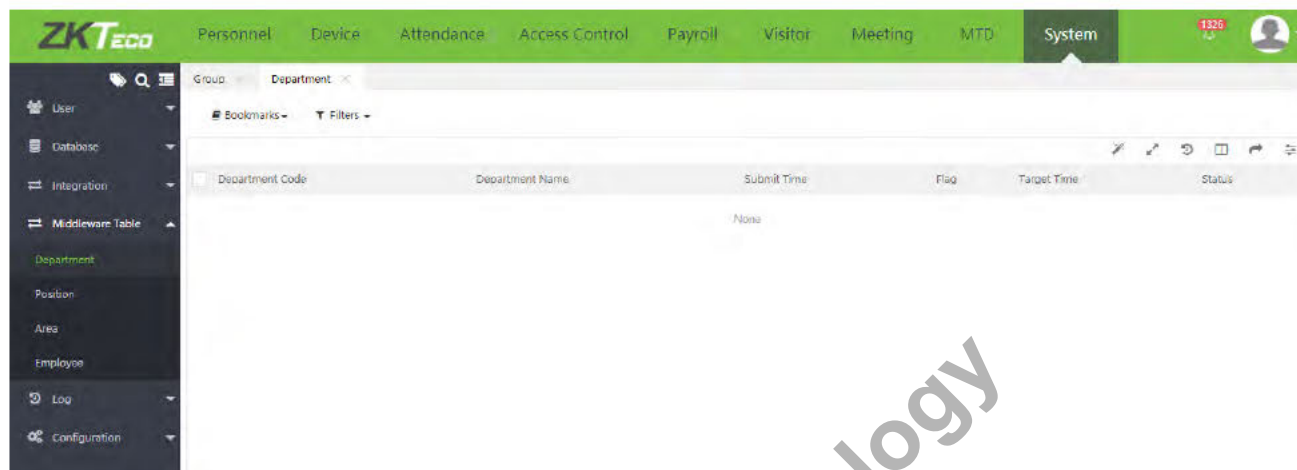 ZKTeco Personnel Device Attendance Access Control Payroll Visitor Meeting MTD System 1326
Group Department
User
Bookmarks Filters
Database
Department Code Department Name Submit Time Flag Target Time Status
Integration
None
Middleware Table
Department
Position
Area
Employee
Log
Configuration
logy